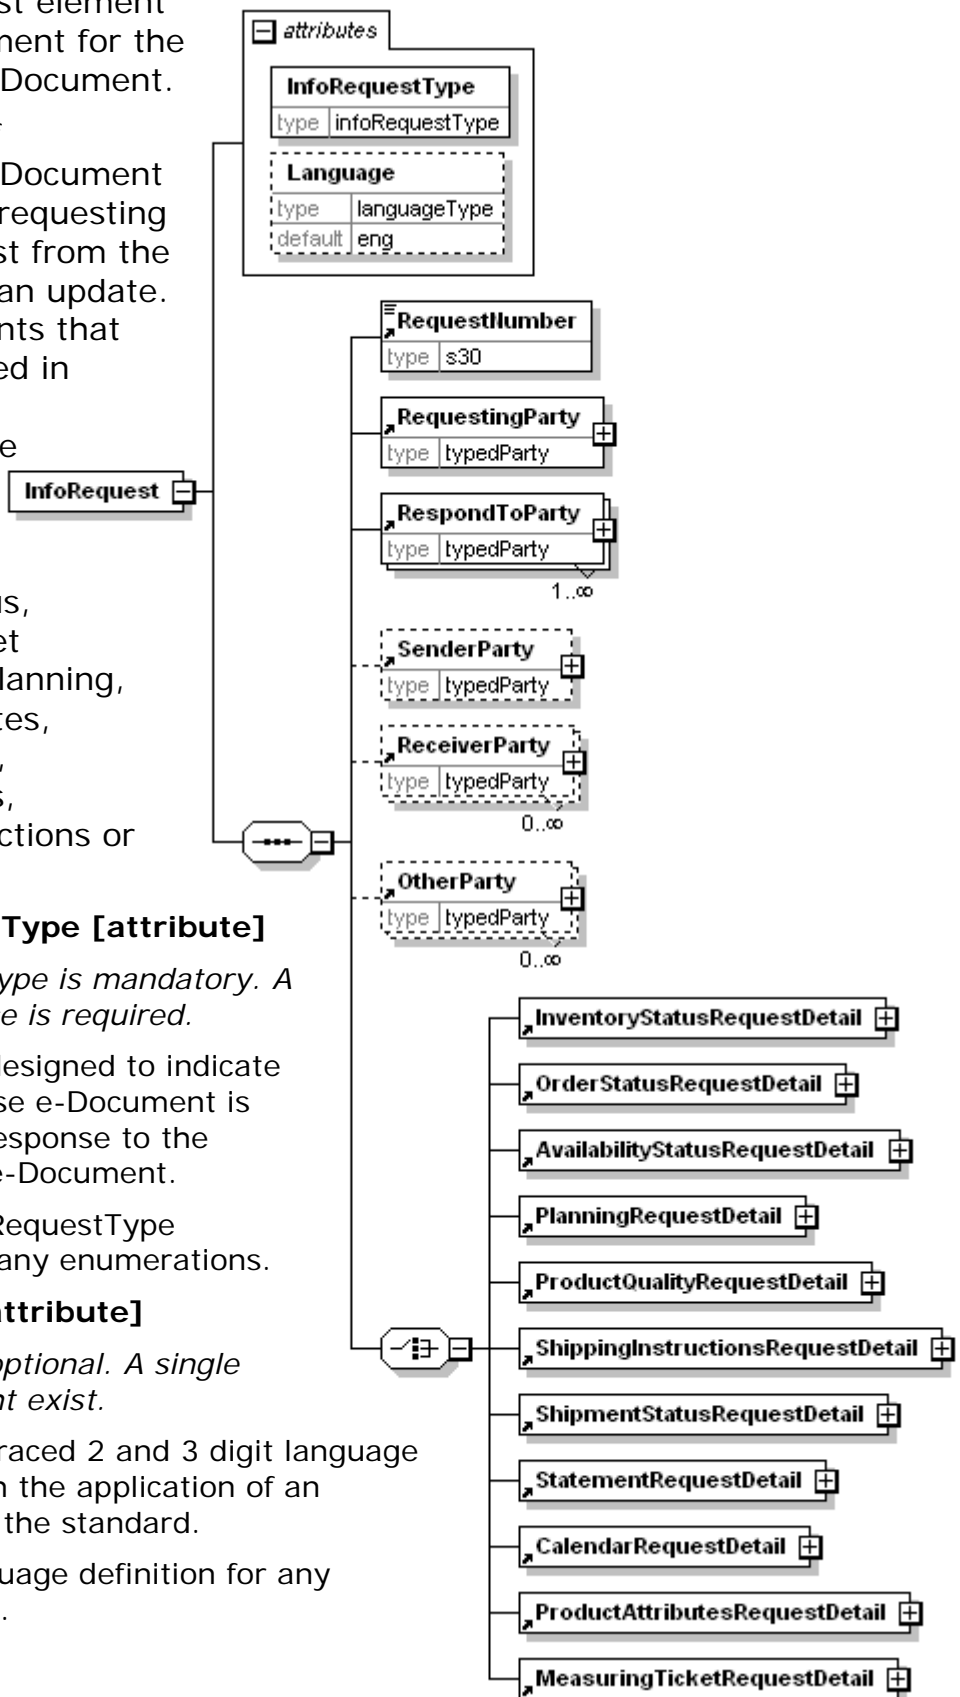 st element
ment for the
Document.
Document
requesting
st from the
an update.
nts that
ed in
e
us,
et
lanning,
tes,
,
s,
ctions or
Type [attribute]
ype is mandatory. A
e is required.
designed to indicate
se e-Document is
esponse to the
e-Document.
RequestType
any enumerations.
attribute]
optional. A single
nt exist.
raced 2 and 3 digit language
n the application of an
the standard.
uage definition for any
.
InfoRequest
attributes
InfoRequestType
type infoRequestType
Language
type languageType
default eng
RequestNumber
type s30
RequestingParty
type typedParty
RespondToParty
type typedParty
1..∞
SenderParty
type typedParty
ReceiverParty
type typedParty
0..∞
OtherParty
type typedParty
0..∞
InventoryStatusRequestDetail
OrderStatusRequestDetail
AvailabilityStatusRequestDetail
PlanningRequestDetail
ProductQualityRequestDetail
ShippingInstructionsRequestDetail
ShipmentStatusRequestDetail
StatementRequestDetail
CalendarRequestDetail
ProductAttributesRequestDetail
MeasuringTicketRequestDetail